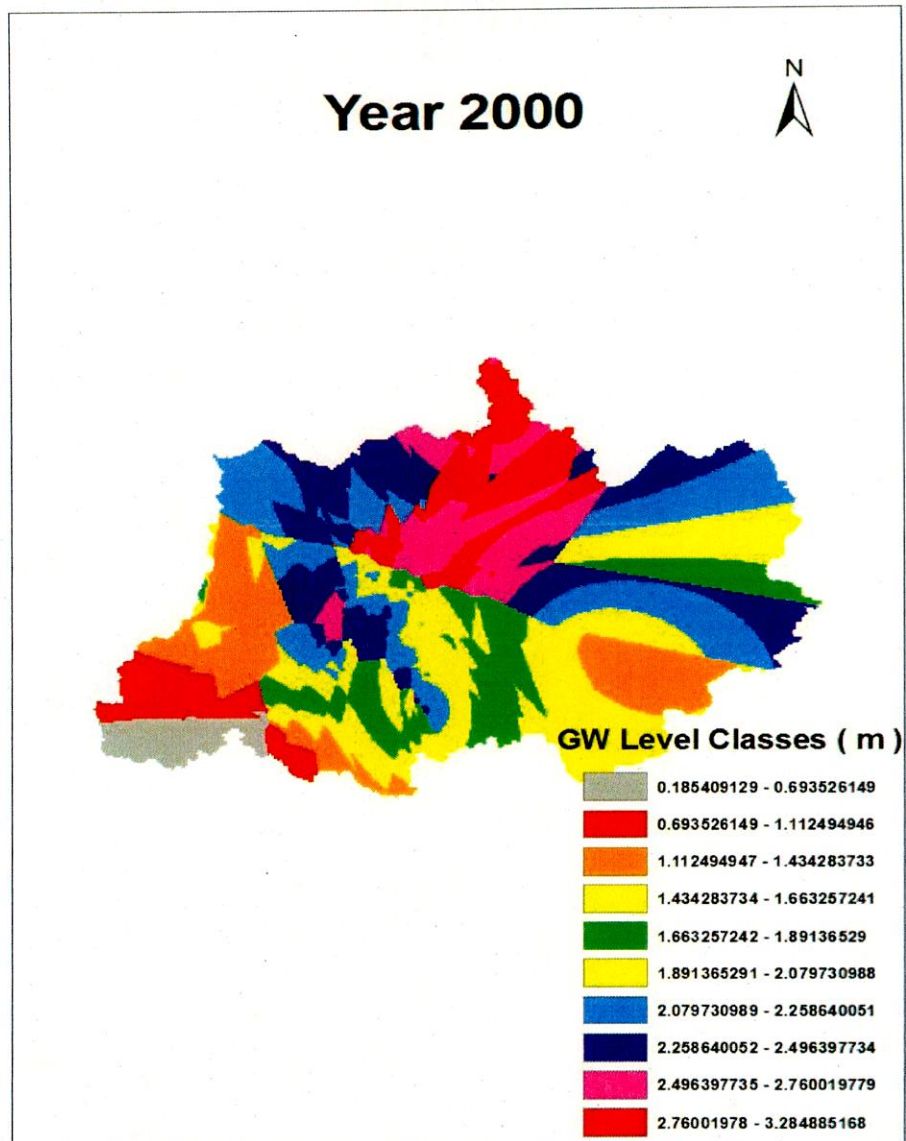 N
Year 2000
GW Level Classes ( m )
0.185409129 - 0.693526149
0.693526149 - 1.112494946
1.112494947 - 1.434283733
1.434283734 - 1.663257241
1.663257242 - 1.89136529
1.891365291 - 2.079730988
2.079730989 - 2.258640051
2.258640052 - 2.496397734
2.496397735 - 2.760019779
2.76001978 - 3.284885168